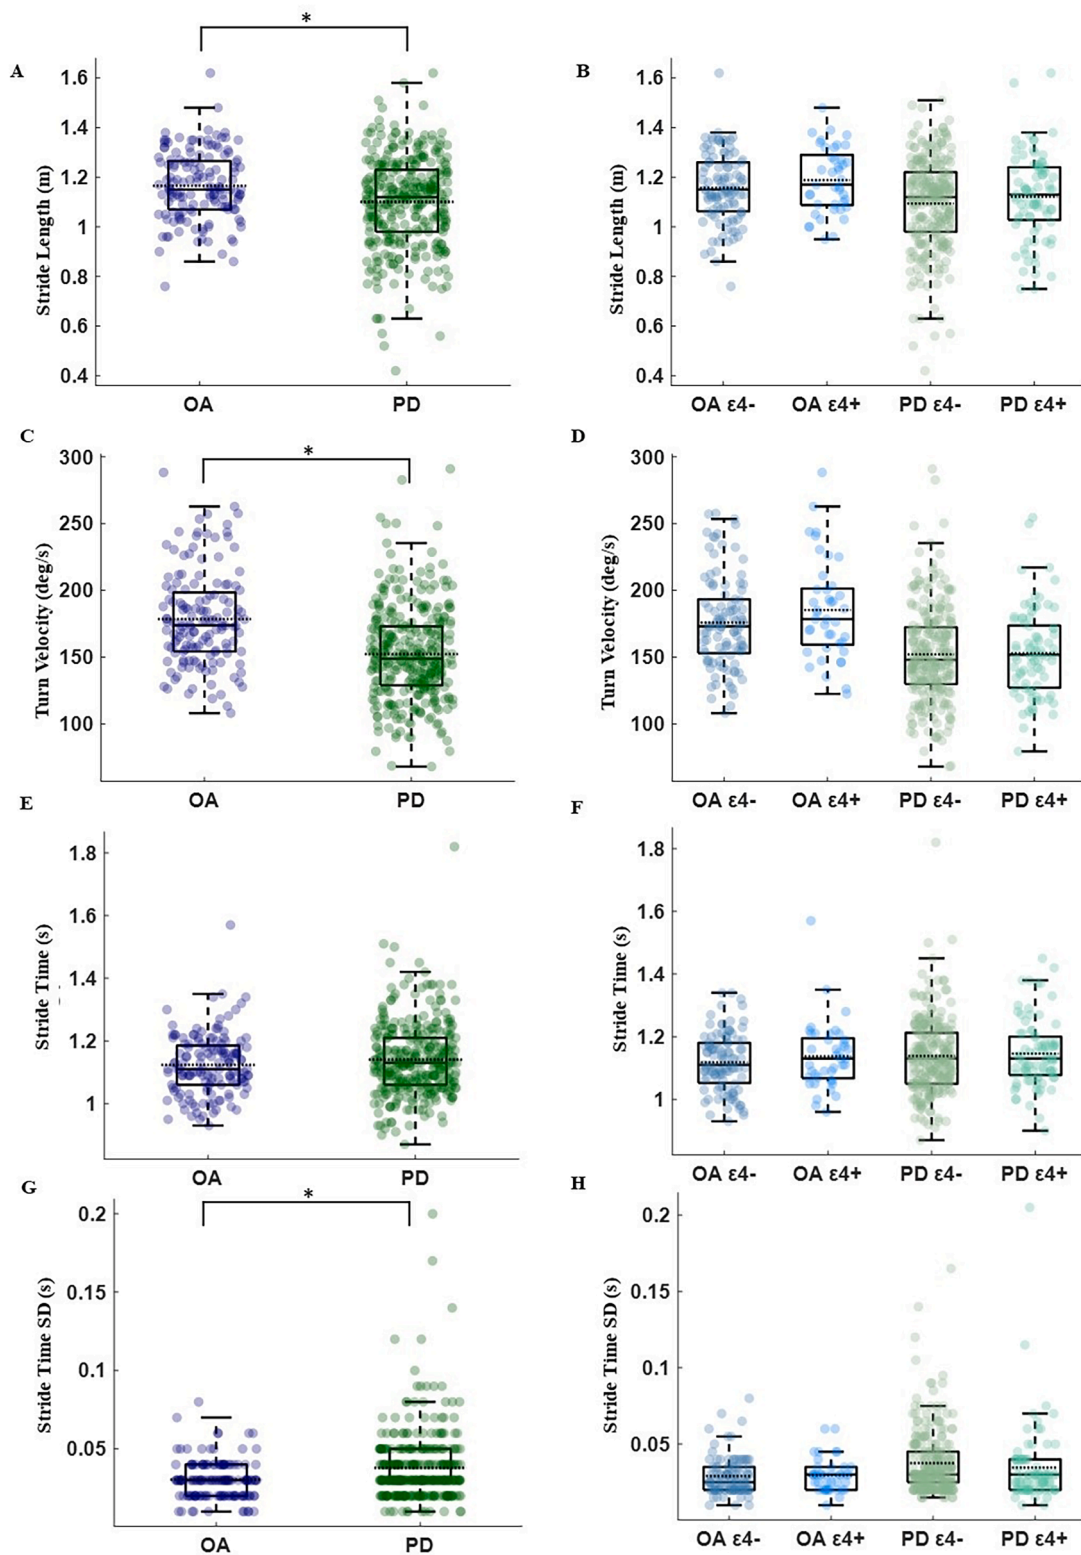 *
A
1.6
1.4
1.2
1
0.8
0.6
0.4
Stride Length (m)
OA
PD
B
1.6
1.4
1.2
1
0.8
0.6
0.4
Stride Length (m)
OA ε4-
OA ε4+
PD ε4-
PD ε4+
C
*
300
250
200
150
100
Turn Velocity (deg/s)
OA
PD
D
300
250
200
150
100
Turn Velocity (deg/s)
OA ε4-
OA ε4+
PD ε4-
PD ε4+
E
1.8
1.6
1.4
1.2
1
Stride Time (s)
OA
PD
F
1.8
1.6
1.4
1.2
1
Stride Time (s)
OA ε4-
OA ε4+
PD ε4-
PD ε4+
G
*
0.2
0.15
0.1
0.05
Stride Time SD (s)
OA
PD
H
0.2
0.15
0.1
0.05
Stride Time SD (s)
OA ε4-
OA ε4+
PD ε4-
PD ε4+